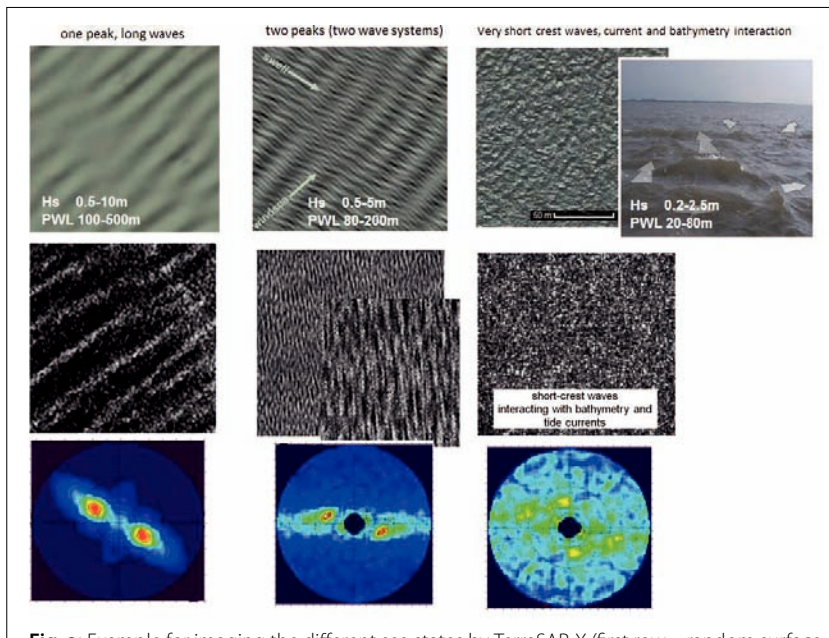 one peak, long waves
two peaks (two wave systems)
Very short crest waves, current and bathymetry interaction
Hs 0.5-10m
PWL 100-500m
swell
windsea
Hs 0.5-5m
PWL 80-200m
50 m
Hs 0.2-2.5m
PWL 20-80m
short-crest waves
interacting with bathymetry and
tide currents
Example for imaging the different sea states by TerraSAR-X (first row – renders surface